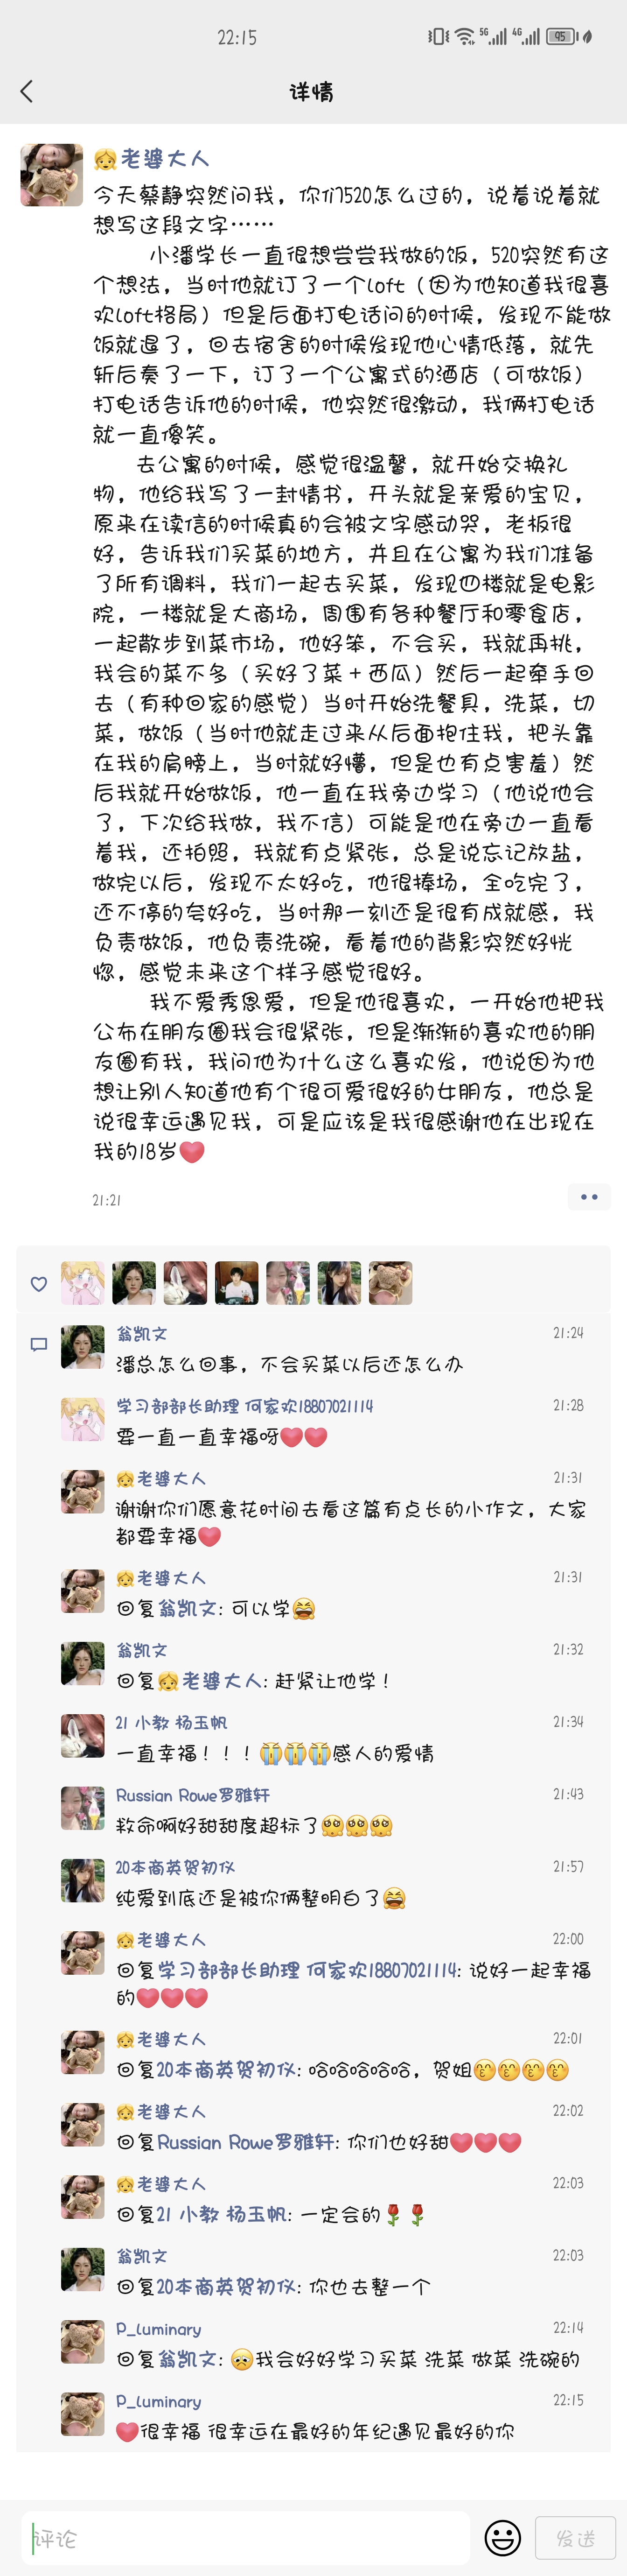 22:15
5G
4G
95
详情
👧老婆大人
今天蔡静突然问我，你们520怎么过的，说着说着就
想写这段文字……
小潘学长一直很想尝尝我做的饭，520突然有这
个想法，当时他就订了一个loft（因为他知道我很喜
欢loft格局）但是后面打电话问的时候，发现不能做
饭就退了，回去宿舍的时候发现他心情低落，就先
斩后奏了一下，订了一个公寓式的酒店（可做饭）
打电话告诉他的时候，他突然很激动，我俩打电话
就一直傻笑。
去公寓的时候，感觉很温馨，就开始交换礼
物，他给我写了一封情书，开头就是亲爱的宝贝，
原来在读信的时候真的会被文字感动哭，老板很
好，告诉我们买菜的地方，并且在公寓为我们准备
了所有调料，我们一起去买菜，发现四楼就是电影
院，一楼就是大商场，周围有各种餐厅和零食店，
一起散步到菜市场，他好笨，不会买，我就再挑，
我会的菜不多（买好了菜＋西瓜）然后一起牵手回
去（有种回家的感觉）当时开始洗餐具，洗菜，切
菜，做饭（当时他就走过来从后面抱住我，把头靠
在我的肩膀上，当时就好懵，但是也有点害羞）然
后我就开始做饭，他一直在我旁边学习（他说他会
了，下次给我做，我不信）可能是他在旁边一直看
着我，还拍照，我就有点紧张，总是说忘记放盐，
做完以后，发现不太好吃，他很捧场，全吃完了，
还不停的夸好吃，当时那一刻还是很有成就感，我
负责做饭，他负责洗碗，看着他的背影突然好恍
惚，感觉未来这个样子感觉很好。
我不爱秀恩爱，但是他很喜欢，一开始他把我
公布在朋友圈我会很紧张，但是渐渐的喜欢他的朋
友圈有我，我问他为什么这么喜欢发，他说因为他
想让别人知道他有个很可爱很好的女朋友，他总是
说很幸运遇见我，可是应该是我很感谢他在出现在
我的18岁❤️
21:21
翁凯文 21:24
潘总怎么回事，不会买菜以后还怎么办
学习部部长助理 何家欢18807021114 21:28
要一直一直幸福呀❤️❤️
👧老婆大人 21:31
谢谢你们愿意花时间去看这篇有点长的小作文，大家
都要幸福❤️
👧老婆大人 21:31
回复翁凯文: 可以学😆
翁凯文 21:32
回复👧老婆大人: 赶紧让他学！
21 小教 杨玉帆 21:34
一直幸福！！！😭😭😭感人的爱情
Russian Rowe罗雅轩 21:43
救命啊好甜甜度超标了🥺🥺🥺
20本商英贺初仪 21:57
纯爱到底还是被你俩整明白了😆
👧老婆大人 22:00
回复学习部部长助理 何家欢18807021114: 说好一起幸福
的❤️❤️❤️
👧老婆大人 22:01
回复20本商英贺初仪: 哈哈哈哈哈，贺姐😙😙😙😙
👧老婆大人 22:02
回复Russian Rowe罗雅轩: 你们也好甜❤️❤️❤️
👧老婆大人 22:03
回复21 小教 杨玉帆: 一定会的🌹🌹
翁凯文 22:03
回复20本商英贺初仪: 你也去整一个
P_luminary 22:14
回复翁凯文: 😟我会好好学习买菜 洗菜 做菜 洗碗的
P_luminary 22:15
❤️很幸福 很幸运在最好的年纪遇见最好的你
评论
发送